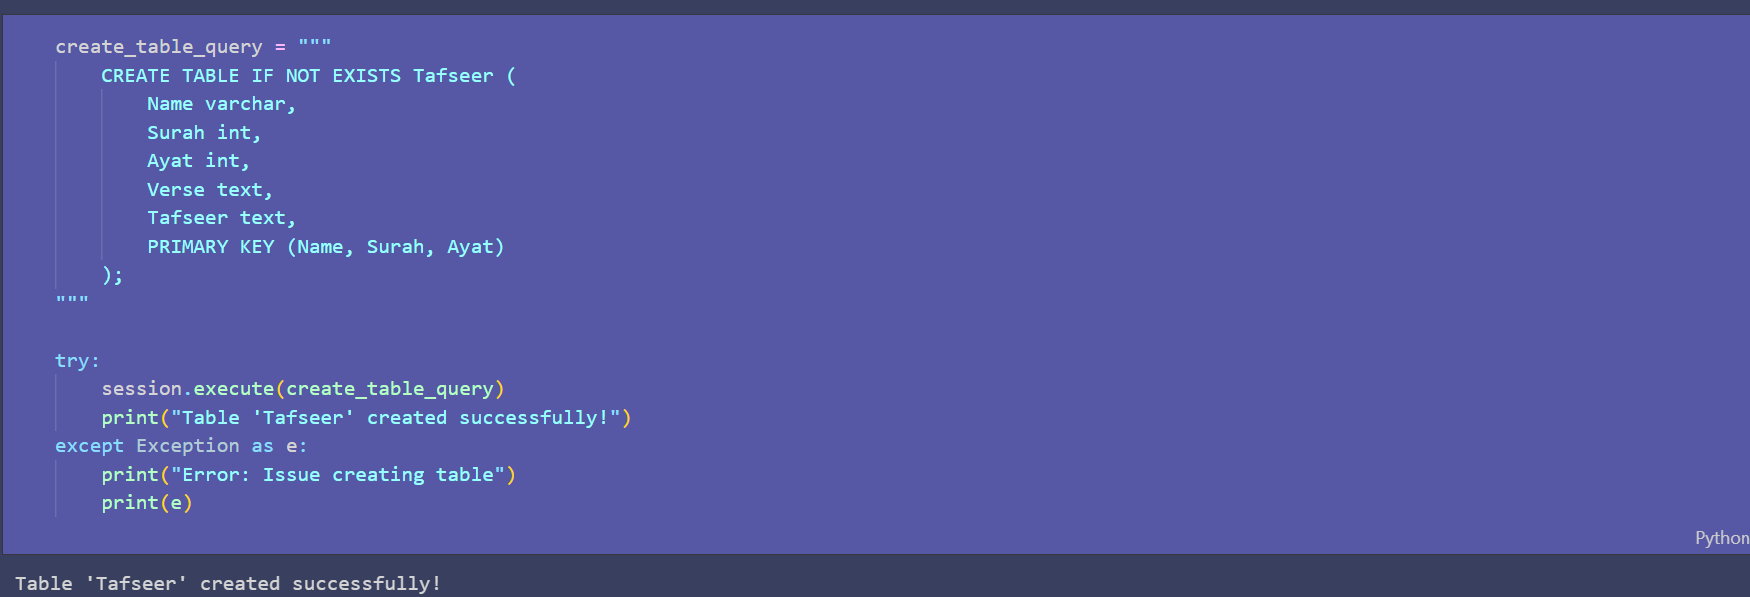 create_table_query = """
    CREATE TABLE IF NOT EXISTS Tafseer (
        Name varchar,
        Surah int,
        Ayat int,
        Verse text,
        Tafseer text,
        PRIMARY KEY (Name, Surah, Ayat)
    );
"""
try:
    session.execute(create_table_query)
    print("Table 'Tafseer' created successfully!")
except Exception as e:
    print("Error: Issue creating table")
    print(e)
Python
Table 'Tafseer' created successfully!